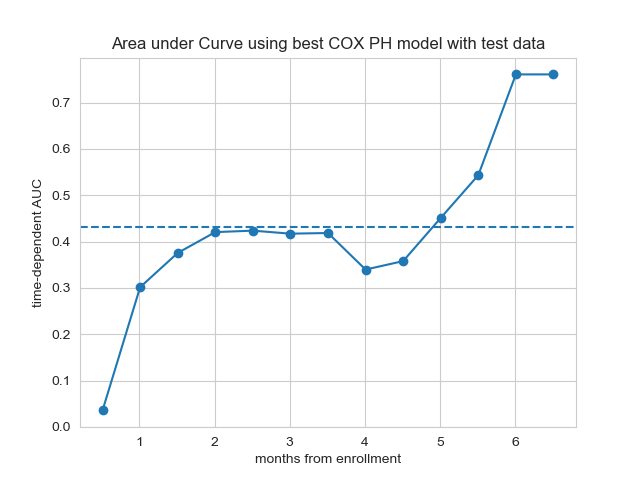 Area under Curve using best COX PH model with test data
time-dependent AUC
0.7
0.6
0.5
0.4
0.3
0.2
0.1
0.0
1 2 3 4 5 6
months from enrollment